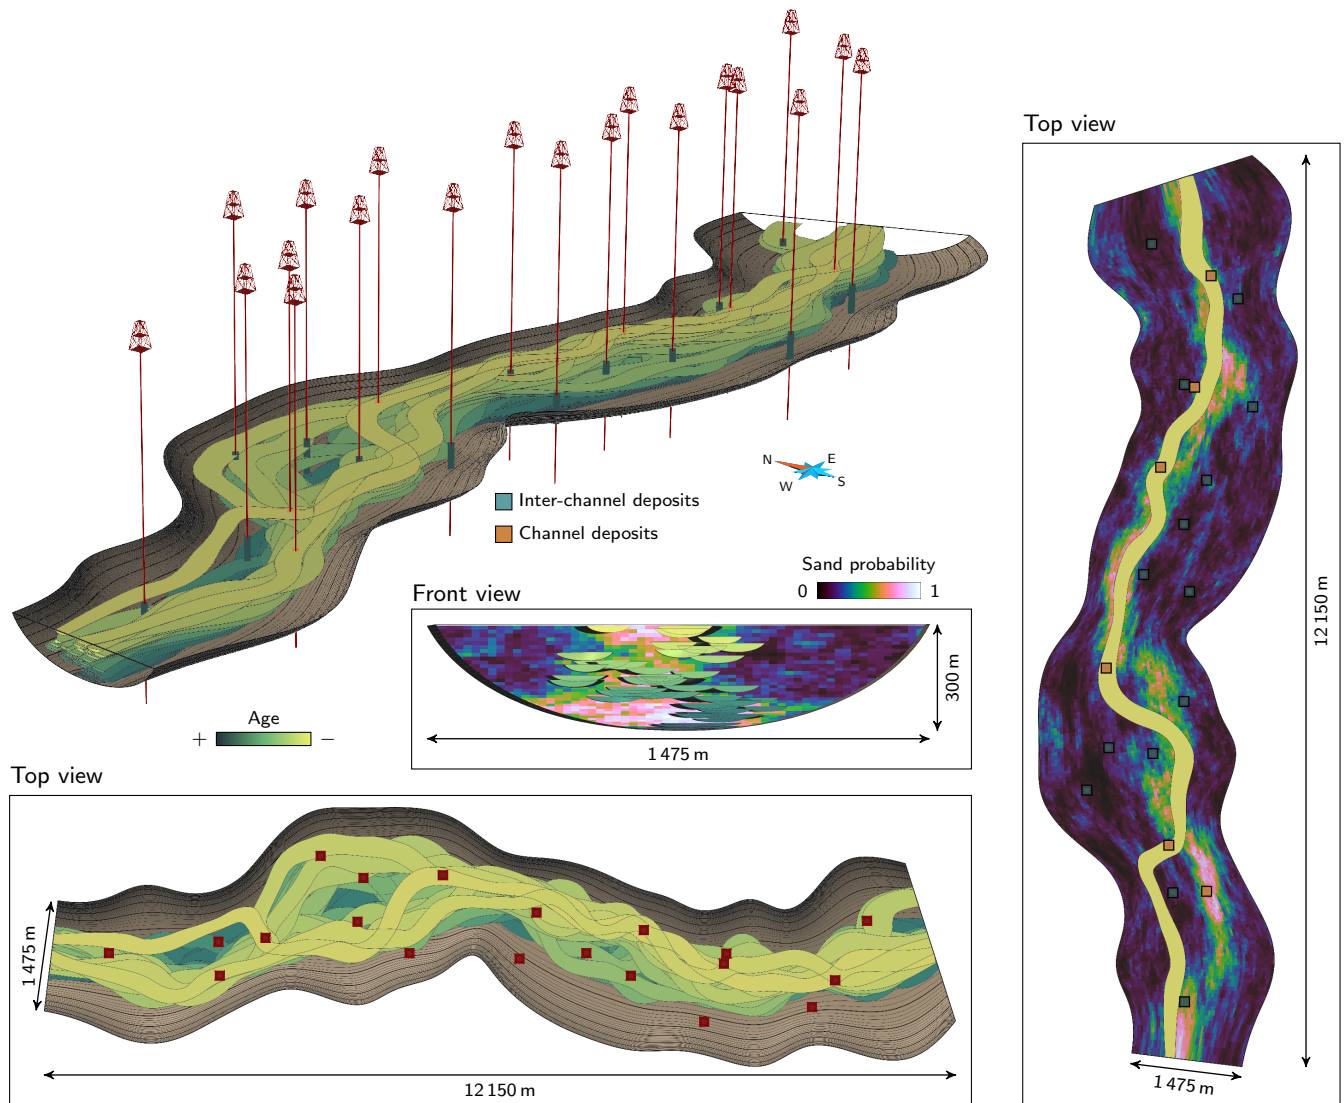 Top view
N
E
W
S
Inter-channel deposits
Channel deposits
Sand probability
0
1
Front view
300 m
1 475 m
Age
+
−
Top view
1 475 m
12 150 m
12 150 m
1 475 m